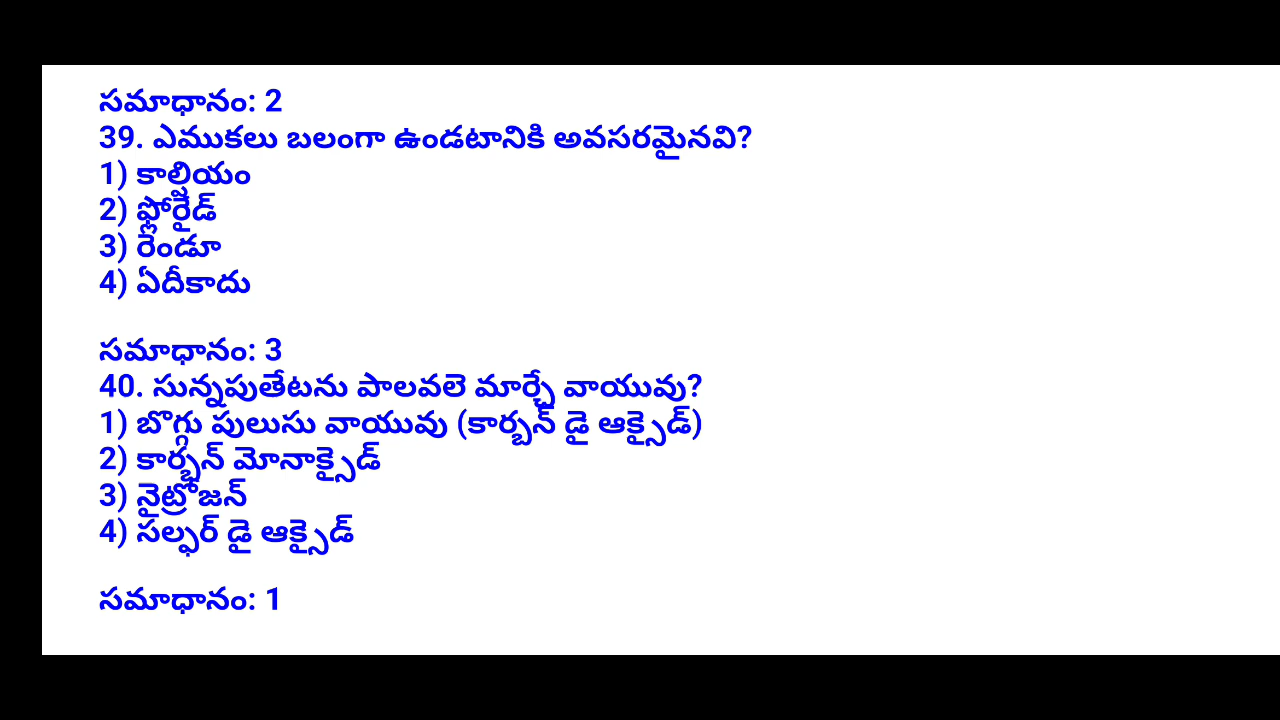 సమాధానం: 2
39. ఎముకలు బలంగా ఉండటానికి అవసరమైనవి?
1) కాల్షియం
2) ఫ్లోరైడ్
3) రెండూ
4) ఏదీకాదు
సమాధానం: 3
40. సున్నపుతేటను పాలవలె మార్చే వాయువు?
1) బొగ్గు పులుసు వాయువు (కార్బన్ డై ఆక్సైడ్)
2) కార్భన్ మోనాక్సైడ్
3) నైట్రోజన్
4) సల్ఫర్ డై ఆక్సైడ్
సమాధానం: 1